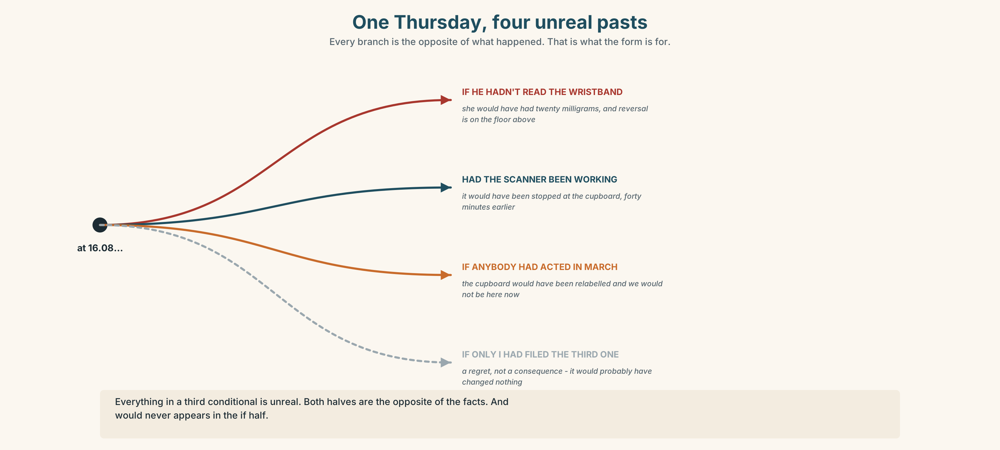 One Thursday, four unreal pasts
Every branch is the opposite of what happened. That is what the form is for.
IF HE HADN'T READ THE WRISTBAND
she would have had twenty milligrams, and reversal
is on the floor above
HAD THE SCANNER BEEN WORKING
it would have been stopped at the cupboard, forty
minutes earlier
at 16.08...
IF ANYBODY HAD ACTED IN MARCH
the cupboard would have been relabelled and we would
not be here now
IF ONLY I HAD FILED THE THIRD ONE
a regret, not a consequence - it would probably have
changed nothing
Everything in a third conditional is unreal. Both halves are the opposite of the facts. And
would never appears in the if half.